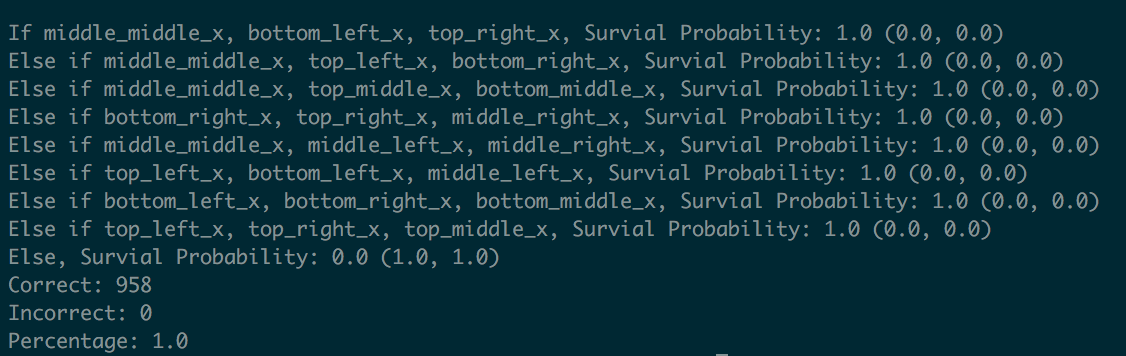 If middle_middle_x, bottom_left_x, top_right_x, Survial Probability: 1.0 (0.0, 0.0)
Else if middle_middle_x, top_left_x, bottom_right_x, Survial Probability: 1.0 (0.0, 0.0)
Else if middle_middle_x, top_middle_x, bottom_middle_x, Survial Probability: 1.0 (0.0, 0.0)
Else if bottom_right_x, top_right_x, middle_right_x, Survial Probability: 1.0 (0.0, 0.0)
Else if middle_middle_x, middle_left_x, middle_right_x, Survial Probability: 1.0 (0.0, 0.0)
Else if top_left_x, bottom_left_x, middle_left_x, Survial Probability: 1.0 (0.0, 0.0)
Else if bottom_left_x, bottom_right_x, bottom_middle_x, Survial Probability: 1.0 (0.0, 0.0)
Else if top_left_x, top_right_x, top_middle_x, Survial Probability: 1.0 (0.0, 0.0)
Else, Survial Probability: 0.0 (1.0, 1.0)
Correct: 958
Incorrect: 0
Percentage: 1.0